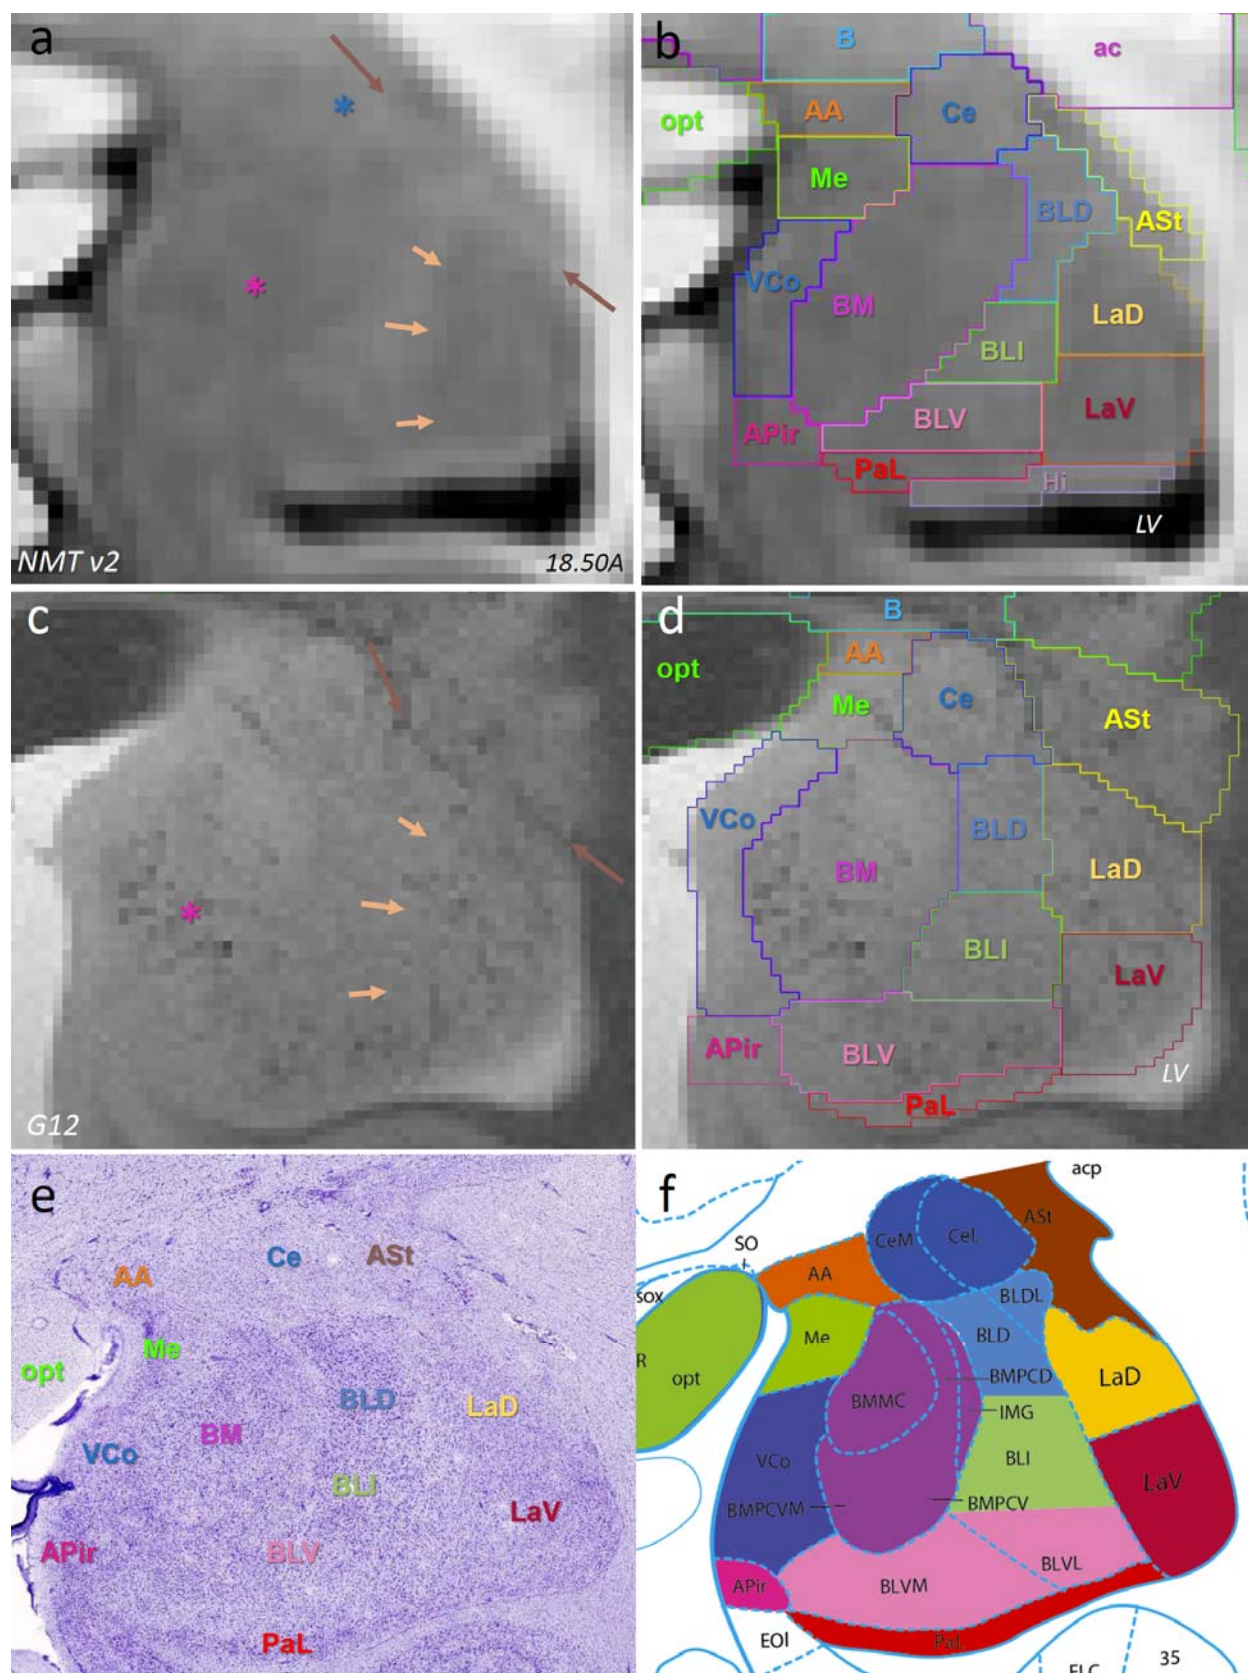 a
*
*
NMT v2
18.50A
b
B
ac
opt
AA
Ce
Me
BLD
ASt
VCo
BM
LaD
BLI
APir
BLV
LaV
PaL
Hi
LV
c
*
G12
d
B
opt
AA
Me
Ce
ASt
VCo
BLD
BM
LaD
BLI
LaV
APir
BLV
LV
PaL
e
Ce
ASt
AA
Me
opt
BLD
LaD
BM
VCo
BLI
LaV
APir
BLV
PaL
f
acp
SO
CeM
CeL
ASt
sox
AA
BLDL
Me
BLD
R
opt
BMPCD
LaD
BMMC
IMG
VCo
BLI
LaV
BMPCVM
BMPCV
BLVL
APir
BLVM
EOl
PaL
35